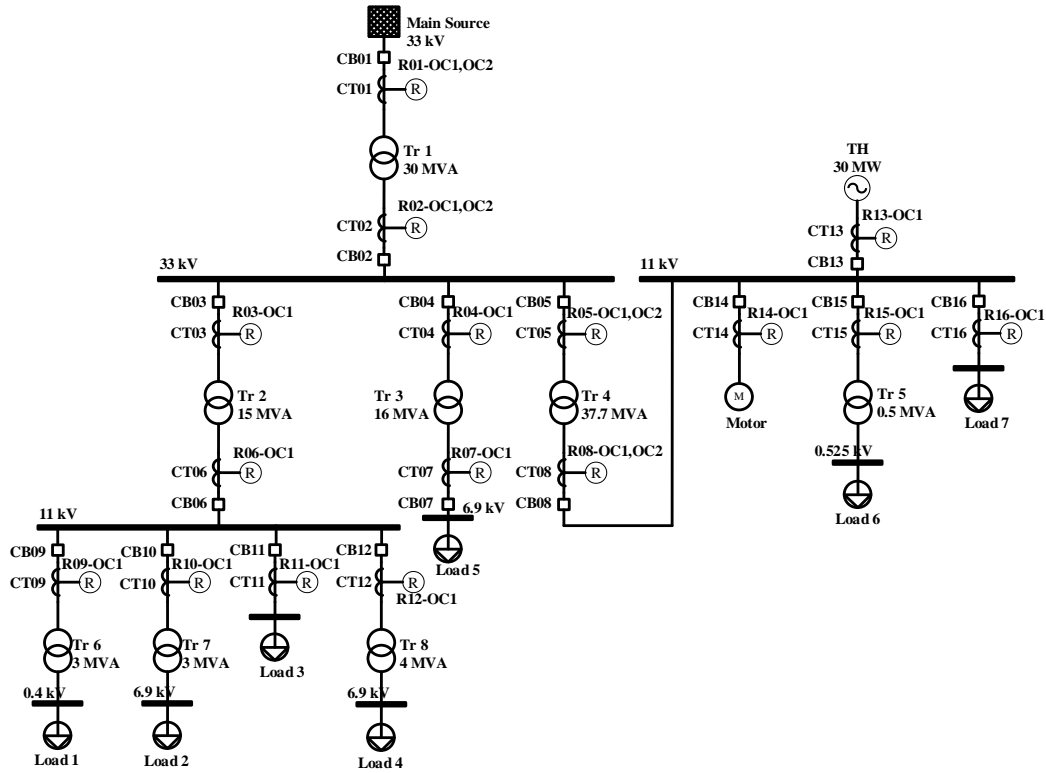 Main Source
33 kV
CB01
R01-OC1,OC2
CT01
R
Tr 1
30 MVA
R02-OC1,OC2
CT02
R
CB02
TH
30 MW
R13-OC1
CT13
R
CB13
33 kV
11 kV
CB03
R03-OC1
CT03
R
CB04
R04-OC1
CT04
R
CB05
R05-OC1,OC2
CT05
R
CB14
R14-OC1
CT14
R
CB15
R15-OC1
CT15
R
CB16
R16-OC1
CT16
R
Tr 2
15 MVA
Tr 3
16 MVA
Tr 4
37.7 MVA
M
Motor
Tr 5
0.5 MVA
Load 7
R06-OC1
CT06
R
CB06
R07-OC1
CT07
R
CB07
6.9 kV
Load 5
R08-OC1,OC2
CT08
R
CB08
0.525 kV
Load 6
11 kV
CB09
R09-OC1
CT09
R
CB10
R10-OC1
CT10
R
CB11
R11-OC1
CT11
R
CB12
CT12
R
R12-OC1
Tr 6
3 MVA
Tr 7
3 MVA
Load 3
Tr 8
4 MVA
0.4 kV
6.9 kV
6.9 kV
Load 1
Load 2
Load 4